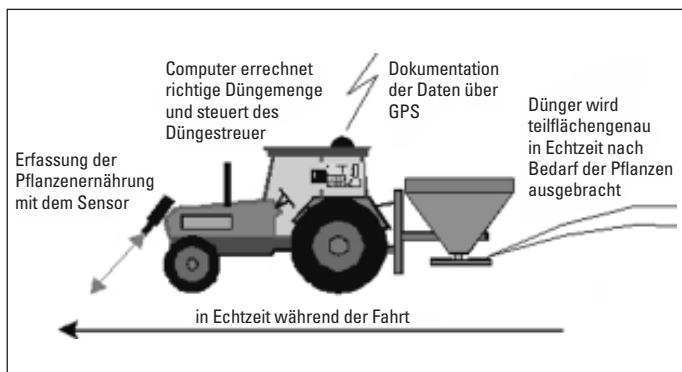 Computer errechnet
richtige Düngemenge
und steuert des
Düngestreuer
Dokumentation
der Daten über
GPS
Dünger wird
teilflächengenau
in Echtzeit nach
Bedarf der Pflanzen
ausgebracht
Erfassung der
Pflanzenernährung
mit dem Sensor
in Echtzeit während der Fahrt